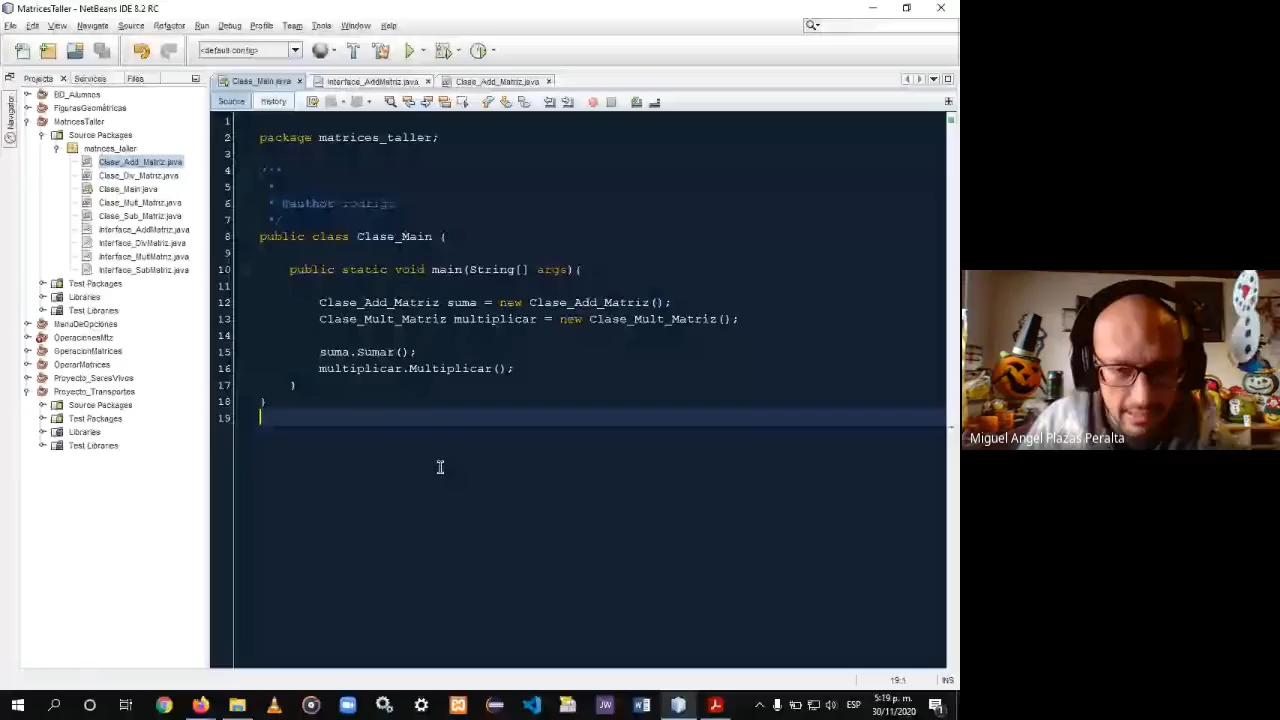 MatricesTaller - NetBeans IDE 8.2 RC
File Edit View Navigate Source Refactor Run Debug Profile Team Tools Window Help
<default config>
Projects Services Files
Clase_Main.java Interface_AddMatriz.java Clase_Add_Matriz.java
Source History
Navigator
BD_Alumnos
FigurasGeométricas
MatricesTaller
Source Packages
matrices_taller
Clase_Add_Matriz.java
Clase_Div_Matriz.java
Clase_Main.java
Clase_Mult_Matriz.java
Clase_Sub_Matriz.java
Interface_AddMatriz.java
Interface_DivMatriz.java
Interface_MutlMatriz.java
Interface_SubMatriz.java
Test Packages
Libraries
Test Libraries
MenuDeOpciones
OperacionesMtz
OperacionMatrices
OperarMatrices
Proyecto_SeresVivos
Proyecto_Transportes
Source Packages
Test Packages
Libraries
Test Libraries
1
2 package matrices_taller;
3
4 /**
5 *
6 * @author rodrigo
7 */
8 public class Clase_Main {
9
10 public static void main(String[] args){
11
12 Clase_Add_Matriz suma = new Clase_Add_Matriz();
13 Clase_Mult_Matriz multiplicar = new Clase_Mult_Matriz();
14
15 suma.Sumar();
16 multiplicar.Multiplicar();
17 }
18 }
19
Miguel Angel Plazas Peralta
19:1 INS
JW
ESP
5:19 p. m.
30/11/2020
1